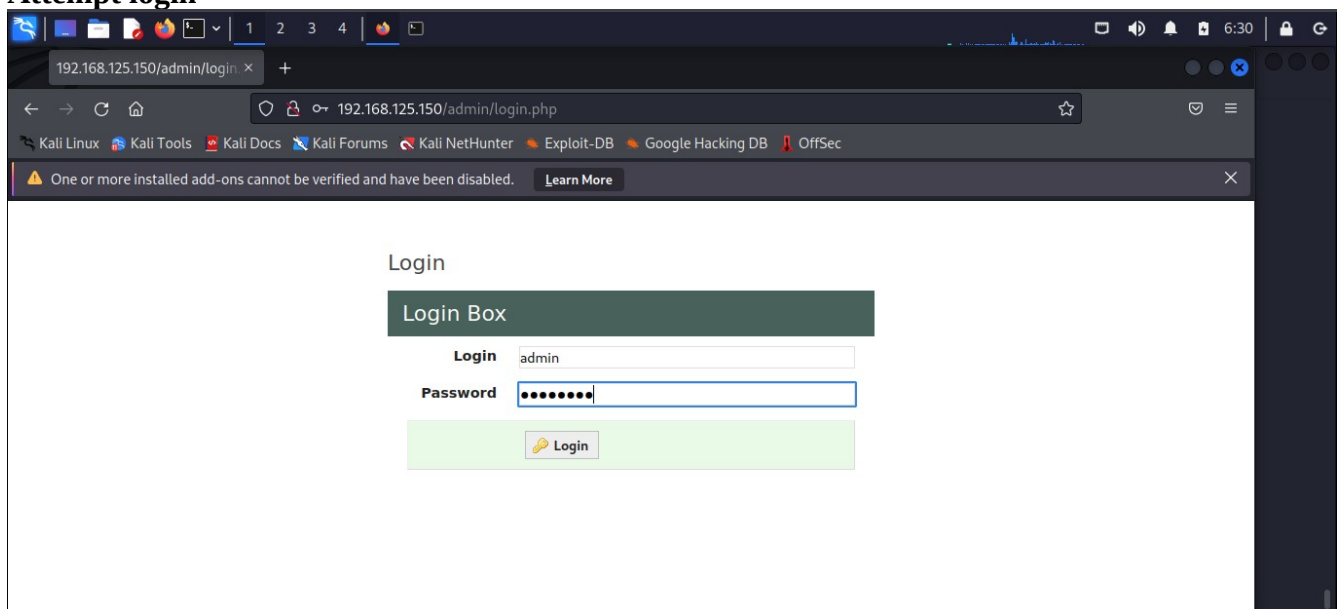 Attempt login
1 2 3 4 6:30
192.168.125.150/admin/login.
192.168.125.150/admin/login.php
Kali Linux Kali Tools Kali Docs Kali Forums Kali NetHunter Exploit-DB Google Hacking DB OffSec
One or more installed add-ons cannot be verified and have been disabled. Learn More
Login
Login Box
Login admin
Password ••••••••
Login